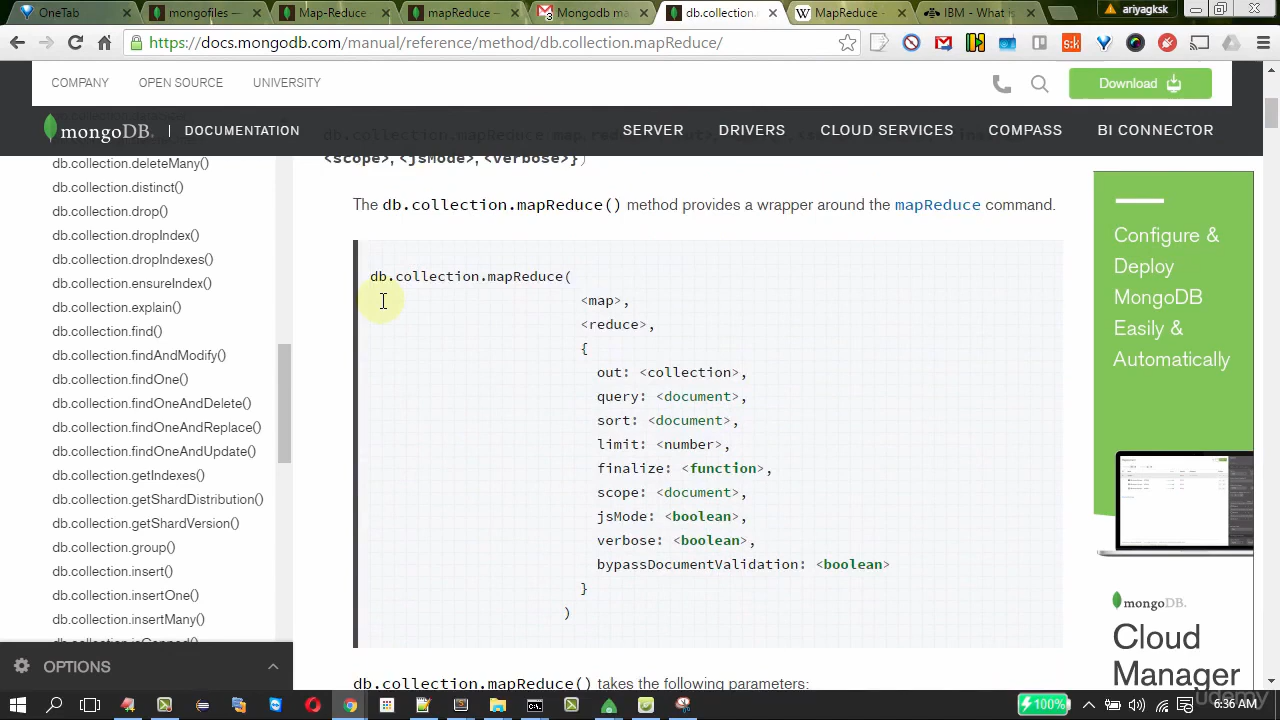 OneTab
mongofiles —
Map-Reduce
mapReduce —
Mongodb ma
db.collection.
MapReduce -
IBM - What is
ariyagksk
https://docs.mongodb.com/manual/reference/method/db.collection.mapReduce/
COMPANY OPEN SOURCE UNIVERSITY
Download
mongoDB. | DOCUMENTATION
SERVER DRIVERS CLOUD SERVICES COMPASS BI CONNECTOR
<scope>, <jsMode>, <verbose>})
db.collection.deleteMany()
db.collection.distinct()
db.collection.drop()
db.collection.dropIndex()
db.collection.dropIndexes()
db.collection.ensureIndex()
db.collection.explain()
db.collection.find()
db.collection.findAndModify()
db.collection.findOne()
db.collection.findOneAndDelete()
db.collection.findOneAndReplace()
db.collection.findOneAndUpdate()
db.collection.getIndexes()
db.collection.getShardDistribution()
db.collection.getShardVersion()
db.collection.group()
db.collection.insert()
db.collection.insertOne()
db.collection.insertMany()
OPTIONS
The db.collection.mapReduce() method provides a wrapper around the mapReduce command.
db.collection.mapReduce(
<map>,
<reduce>,
{
out: <collection>,
query: <document>,
sort: <document>,
limit: <number>,
finalize: <function>,
scope: <document>,
jsMode: <boolean>,
verbose: <boolean>,
bypassDocumentValidation: <boolean>
}
)
db.collection.mapReduce() takes the following parameters:
Configure &
Deploy
MongoDB
Easily &
Automatically
mongoDB.
Cloud
Manager
100%
6:36 AM
udemy